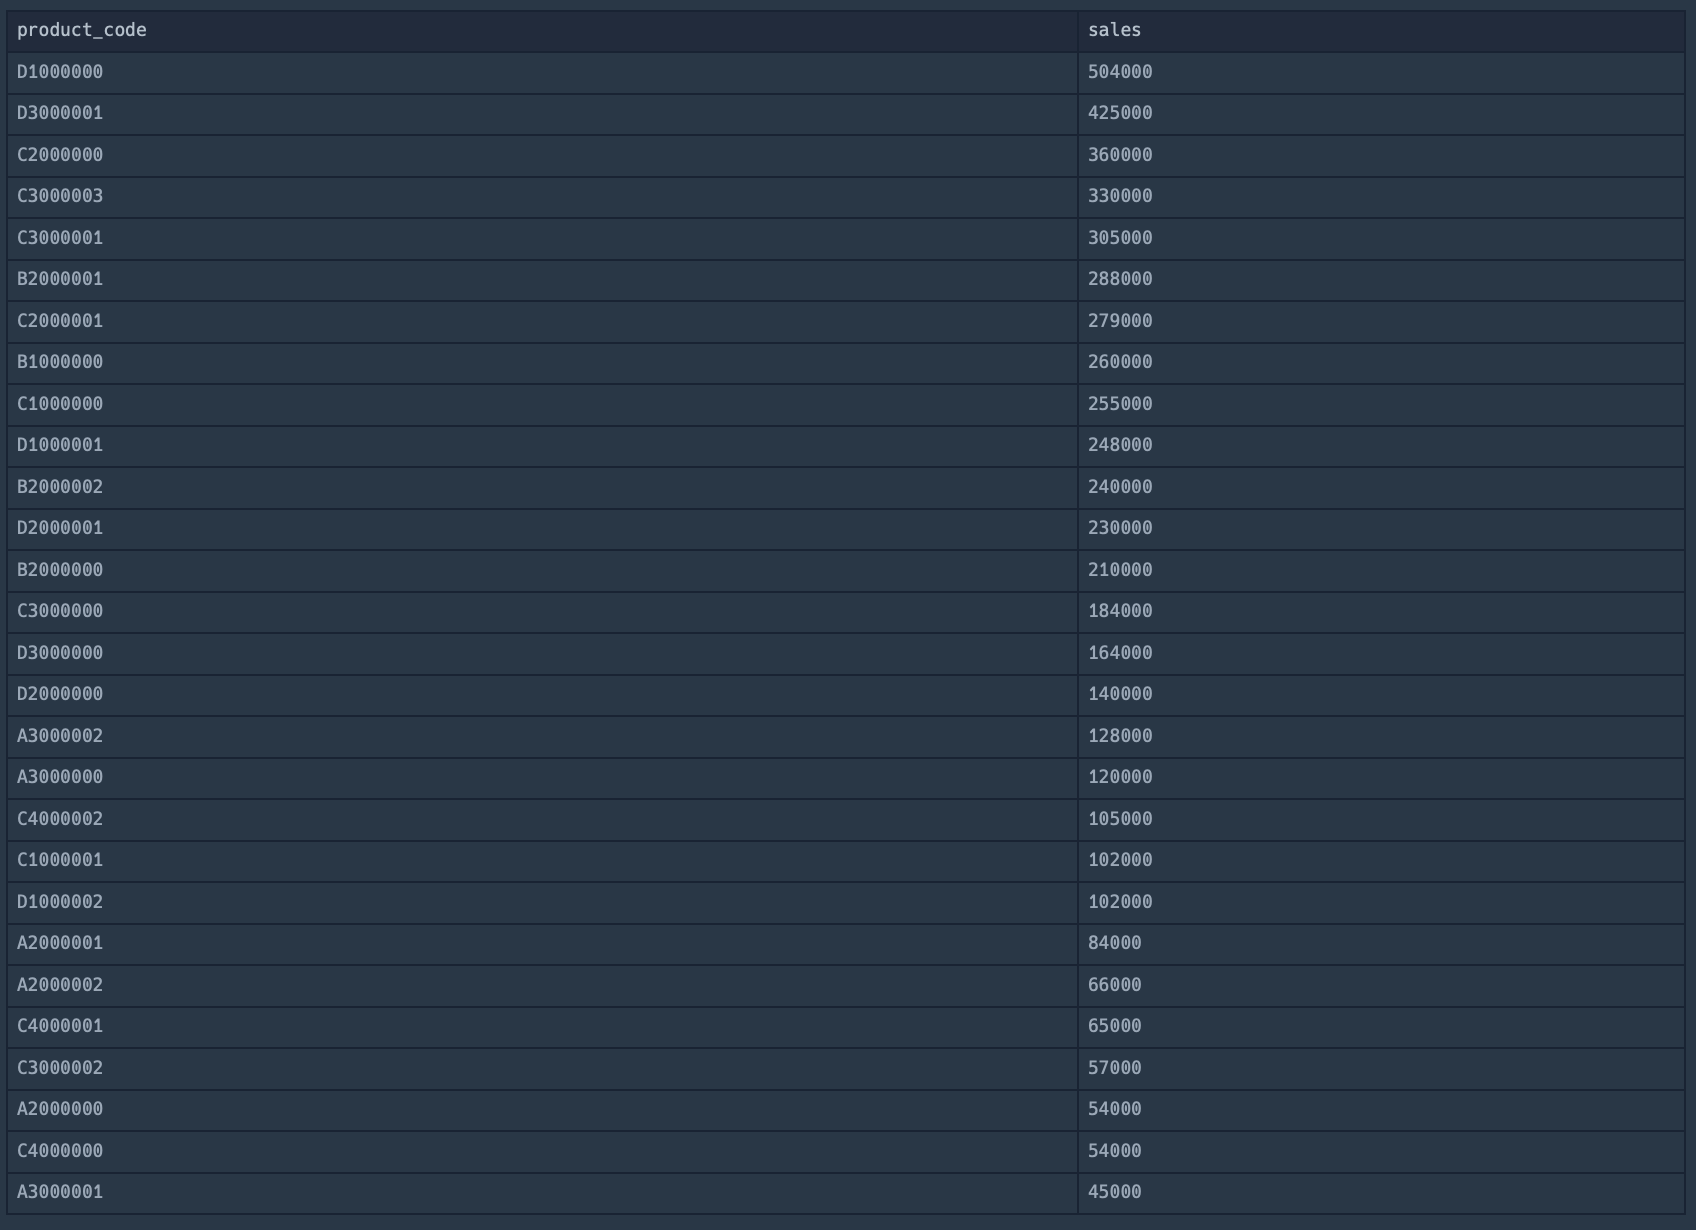 product_code sales
D1000000 504000
D3000001 425000
C2000000 360000
C3000003 330000
C3000001 305000
B2000001 288000
C2000001 279000
B1000000 260000
C1000000 255000
D1000001 248000
B2000002 240000
D2000001 230000
B2000000 210000
C3000000 184000
D3000000 164000
D2000000 140000
A3000002 128000
A3000000 120000
C4000002 105000
C1000001 102000
D1000002 102000
A2000001 84000
A2000002 66000
C4000001 65000
C3000002 57000
A2000000 54000
C4000000 54000
A3000001 45000